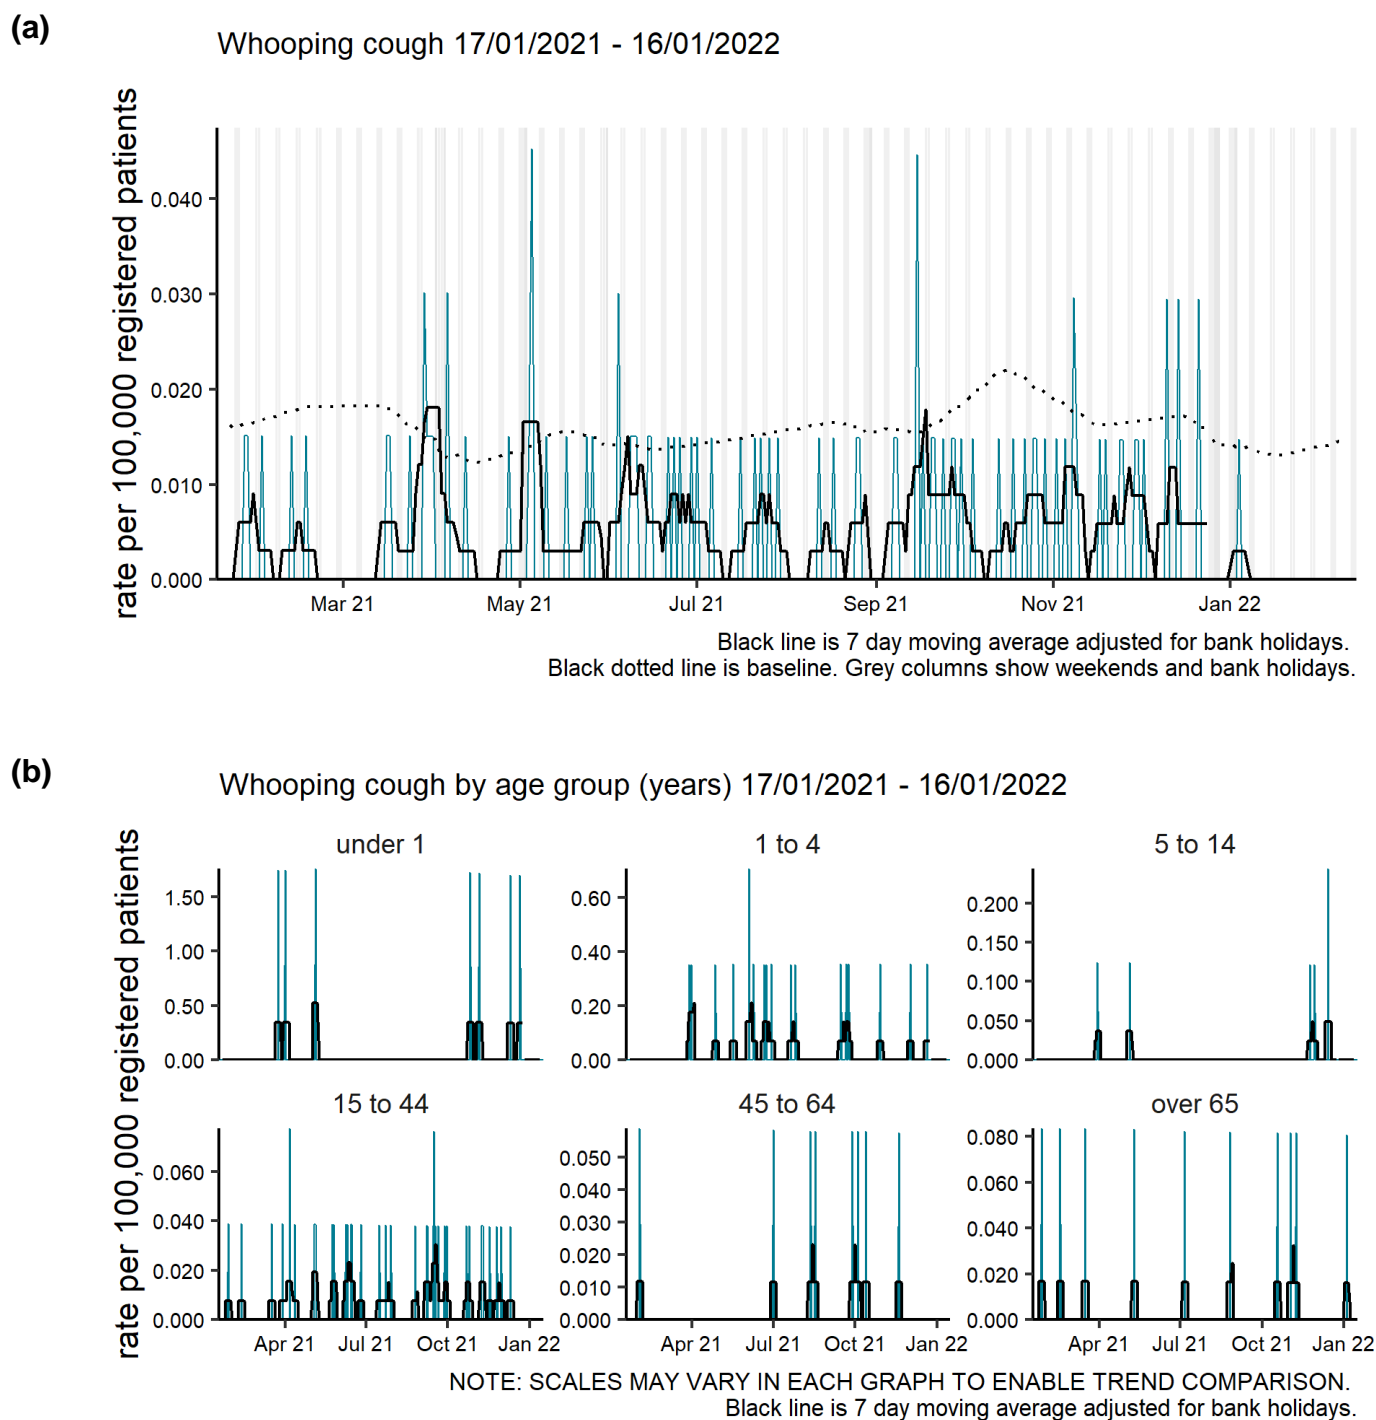 (a)
Whooping cough 17/01/2021 - 16/01/2022
rate per 100,000 registered patients
0.040
0.030
0.020
0.010
0.000
Mar 21 May 21 Jul 21 Sep 21 Nov 21 Jan 22
Black line is 7 day moving average adjusted for bank holidays.
Black dotted line is baseline. Grey columns show weekends and bank holidays.
(b)
Whooping cough by age group (years) 17/01/2021 - 16/01/2022
rate per 100,000 registered patients
under 1
1.50
1.00
0.50
0.00
1 to 4
0.60
0.40
0.20
0.00
5 to 14
0.200
0.150
0.100
0.050
0.000
15 to 44
0.060
0.040
0.020
0.000
Apr 21 Jul 21 Oct 21 Jan 22
45 to 64
0.050
0.040
0.030
0.020
0.010
0.000
Apr 21 Jul 21 Oct 21 Jan 22
over 65
0.080
0.060
0.040
0.020
0.000
Apr 21 Jul 21 Oct 21 Jan 22
NOTE: SCALES MAY VARY IN EACH GRAPH TO ENABLE TREND COMPARISON.
Black line is 7 day moving average adjusted for bank holidays.